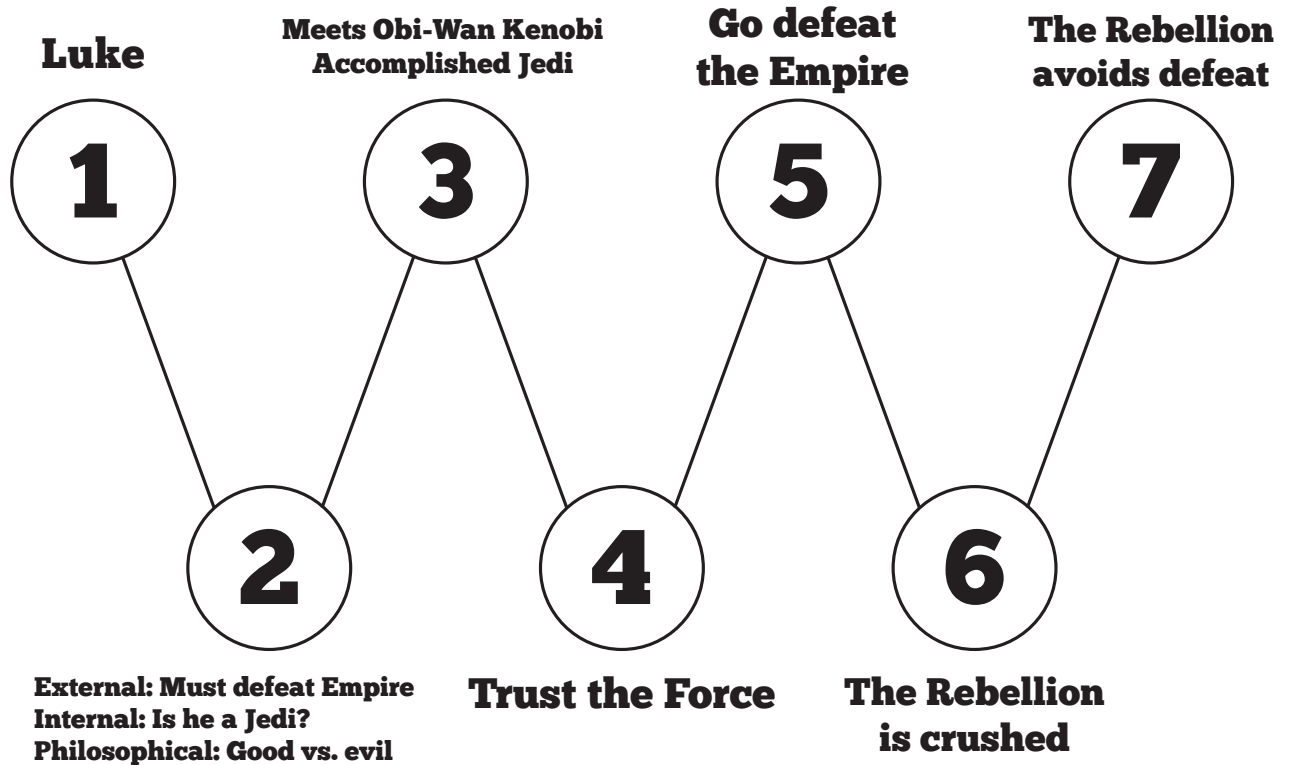 Luke
Meets Obi-Wan Kenobi
Accomplished Jedi
Go defeat
the Empire
The Rebellion
avoids defeat
1
3
5
7
2
4
6
External: Must defeat Empire
Internal: Is he a Jedi?
Philosophical: Good vs. evil
Trust the Force
The Rebellion
is crushed